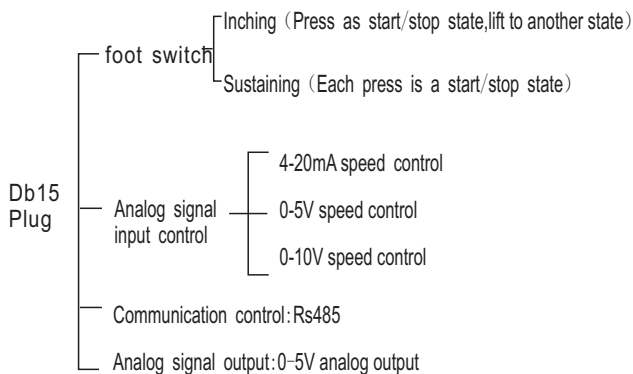 Inching（Press as start/stop state,lift to another state）
foot switch
Sustaining（Each press is a start/stop state）
4-20mA speed control
Db15
Plug
Analog signal
input control
0-5V speed control
0-10V speed control
Communication control:Rs485
Analog signal output:0-5V analog output